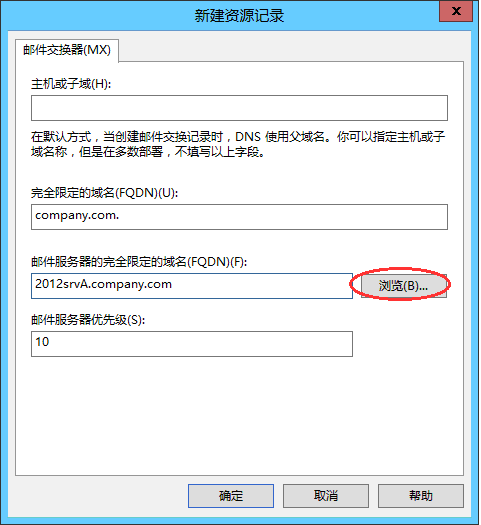 新建资源记录
x
邮件交换器(MX)
主机或子域(H):
在默认方式，当创建邮件交换记录时，DNS 使用父域名。你可以指定主机或子
域名称，但是在多数部署，不填写以上字段。
完全限定的域名(FQDN)(U):
company.com.
邮件服务器的完全限定的域名(FQDN)(F):
2012srvA.company.com
浏览(B)...
邮件服务器优先级(S):
10
确定 取消 帮助